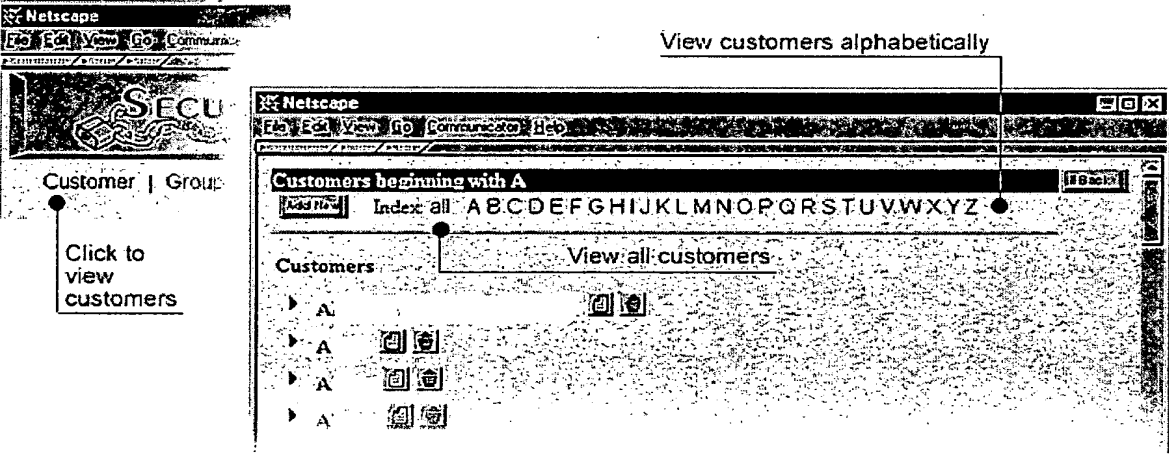 Netscape
File Edit View Go Communic
SECU
Customer | Group
Click to
view
customers
View customers alphabetically
Netscape
File Edit View Go Communicator Help
Customers beginning with A
Back
Add New Index: all A B C D E F G H I J K L M N O P Q R S T U V W X Y Z
View all customers
Customers
A
A
A
A